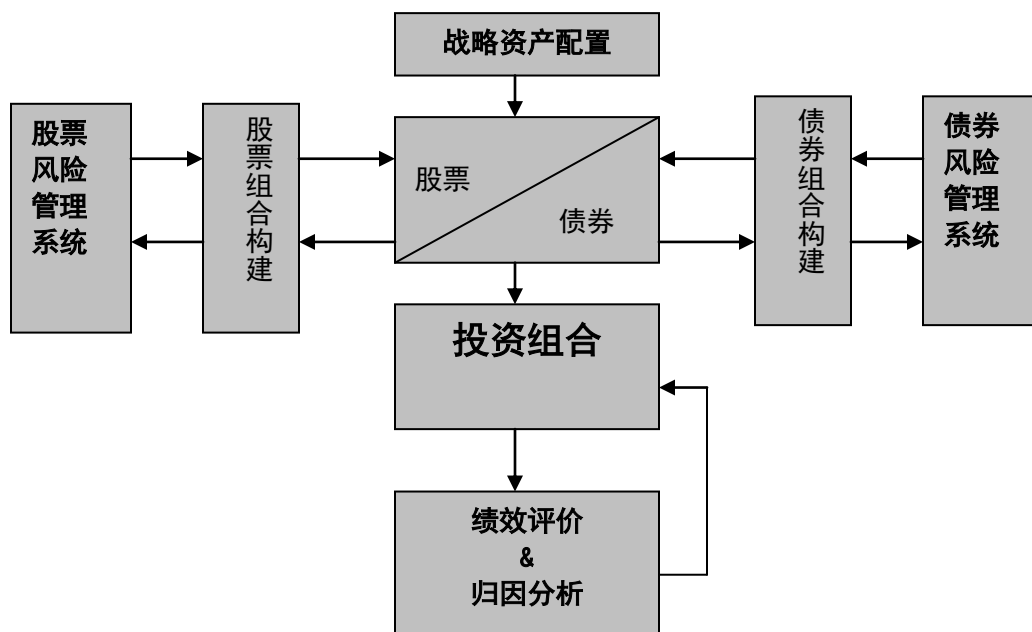 战略资产配置
股票
风险
管理
系统
股票组合构建
股票
债券
债券组合构建
债券
风险
管理
系统
投资组合
绩效评价
&
归因分析